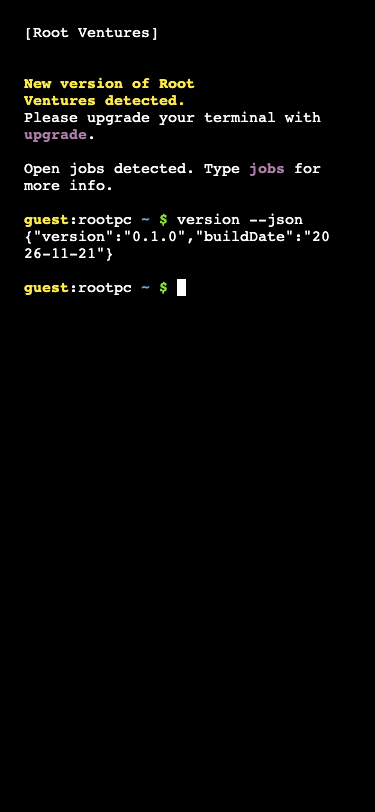 [Root Ventures]
New version of Root
Ventures detected.
Please upgrade your terminal with
upgrade.
Open jobs detected. Type jobs for
more info.
guest:rootpc ~ $ version --json
{"version":"0.1.0","buildDate":"20
26-11-21"}
guest:rootpc ~ $